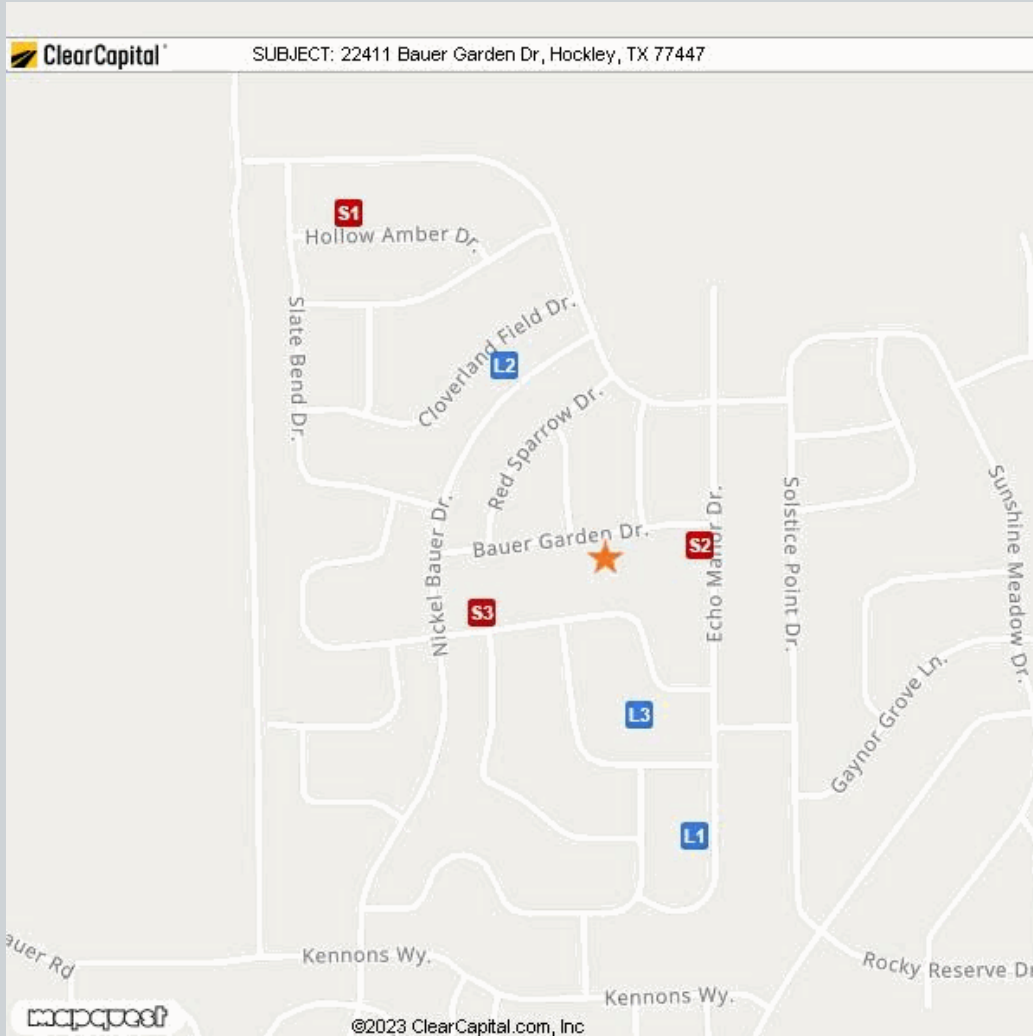 ClearCapital
SUBJECT: 22411 Bauer Garden Dr, Hockley, TX 77447
S1
Hollow Amber Dr.
Slate Bend Dr.
Cloverland Field Dr.
L2
Red Sparrow Dr.
Nickel Bauer Dr.
Bauer Garden Dr.
S2
Echo Manor Dr.
Solstice Point Dr.
Sunshine Meadow Dr.
S3
L3
Gaynor Grove Ln.
L1
auer Rd
Kennons Wy.
Rocky Reserve Dr
Kennons Wy.
mapquest
©2023 ClearCapital.com, Inc